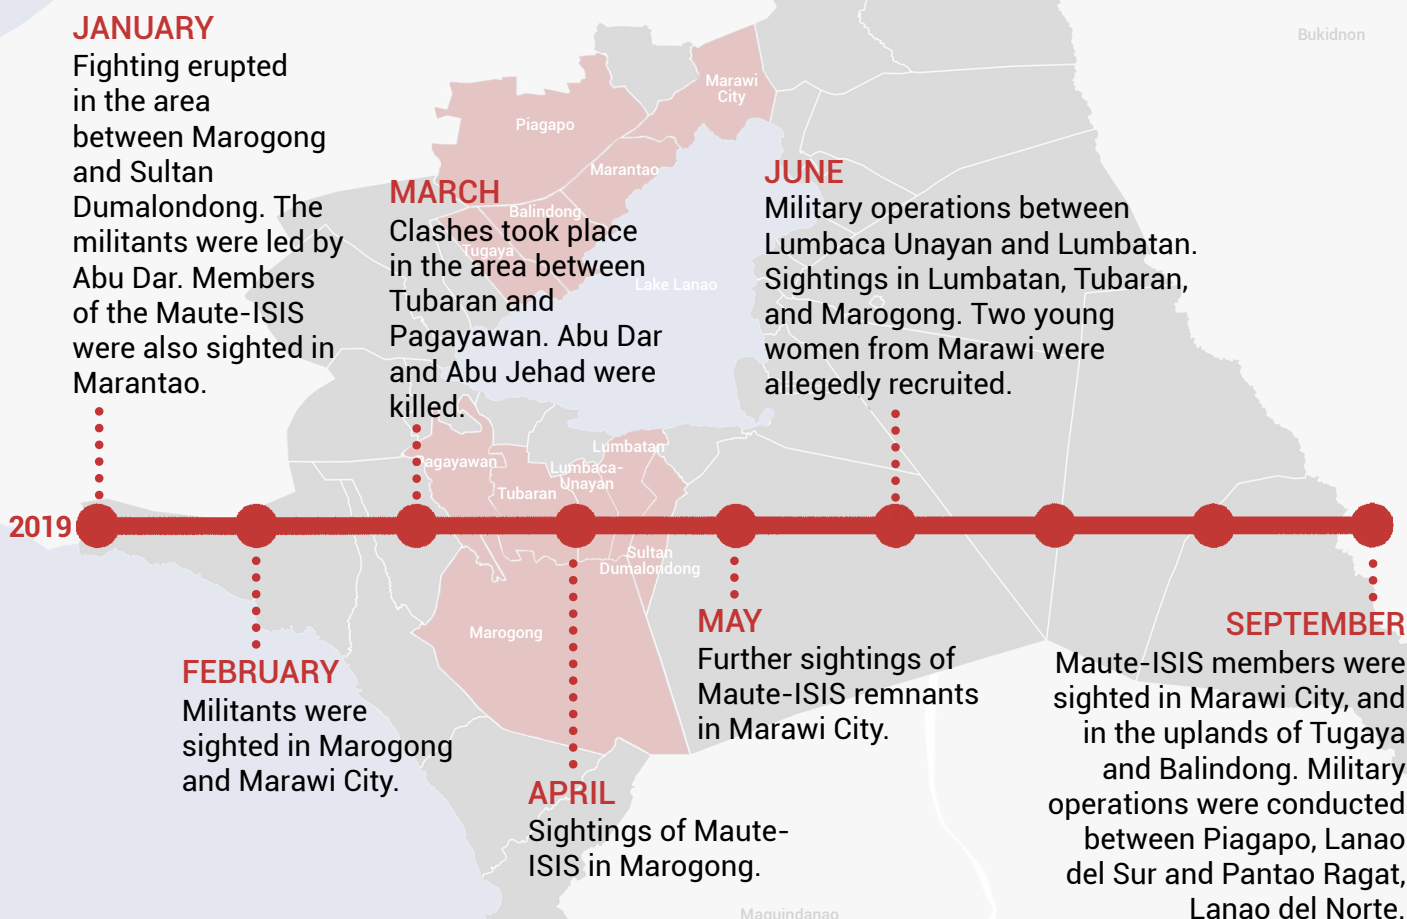 JANUARY
Fighting erupted
in the area
between Marogong
and Sultan
Dumalondong. The
militants were led by
Abu Dar. Members
of the Maute-ISIS
were also sighted in
Marantao.
MARCH
Clashes took place
in the area between
Tubaran and
Pagayawan. Abu Dar
and Abu Jehad were
killed.
JUNE
Military operations between
Lumbaca Unayan and Lumbatan.
Sightings in Lumbatan, Tubaran,
and Marogong. Two young
women from Marawi were
allegedly recruited.
2019
FEBRUARY
Militants were
sighted in Marogong
and Marawi City.
APRIL
Sightings of Maute-
ISIS in Marogong.
MAY
Further sightings of
Maute-ISIS remnants
in Marawi City.
SEPTEMBER
Maute-ISIS members were
sighted in Marawi City, and
in the uplands of Tugaya
and Balindong. Military
operations were conducted
between Piagapo, Lanao
del Sur and Pantao Ragat,
Lanao del Norte.
Bukidnon
Marawi
City
Piagapo
Marantao
Balindong
Tugaya
Lake Lanao
Lumbatan
Pagayawan
Lumbaca-
Unayan
Tubaran
Sultan
Dumalondong
Marogong
Maguindanao